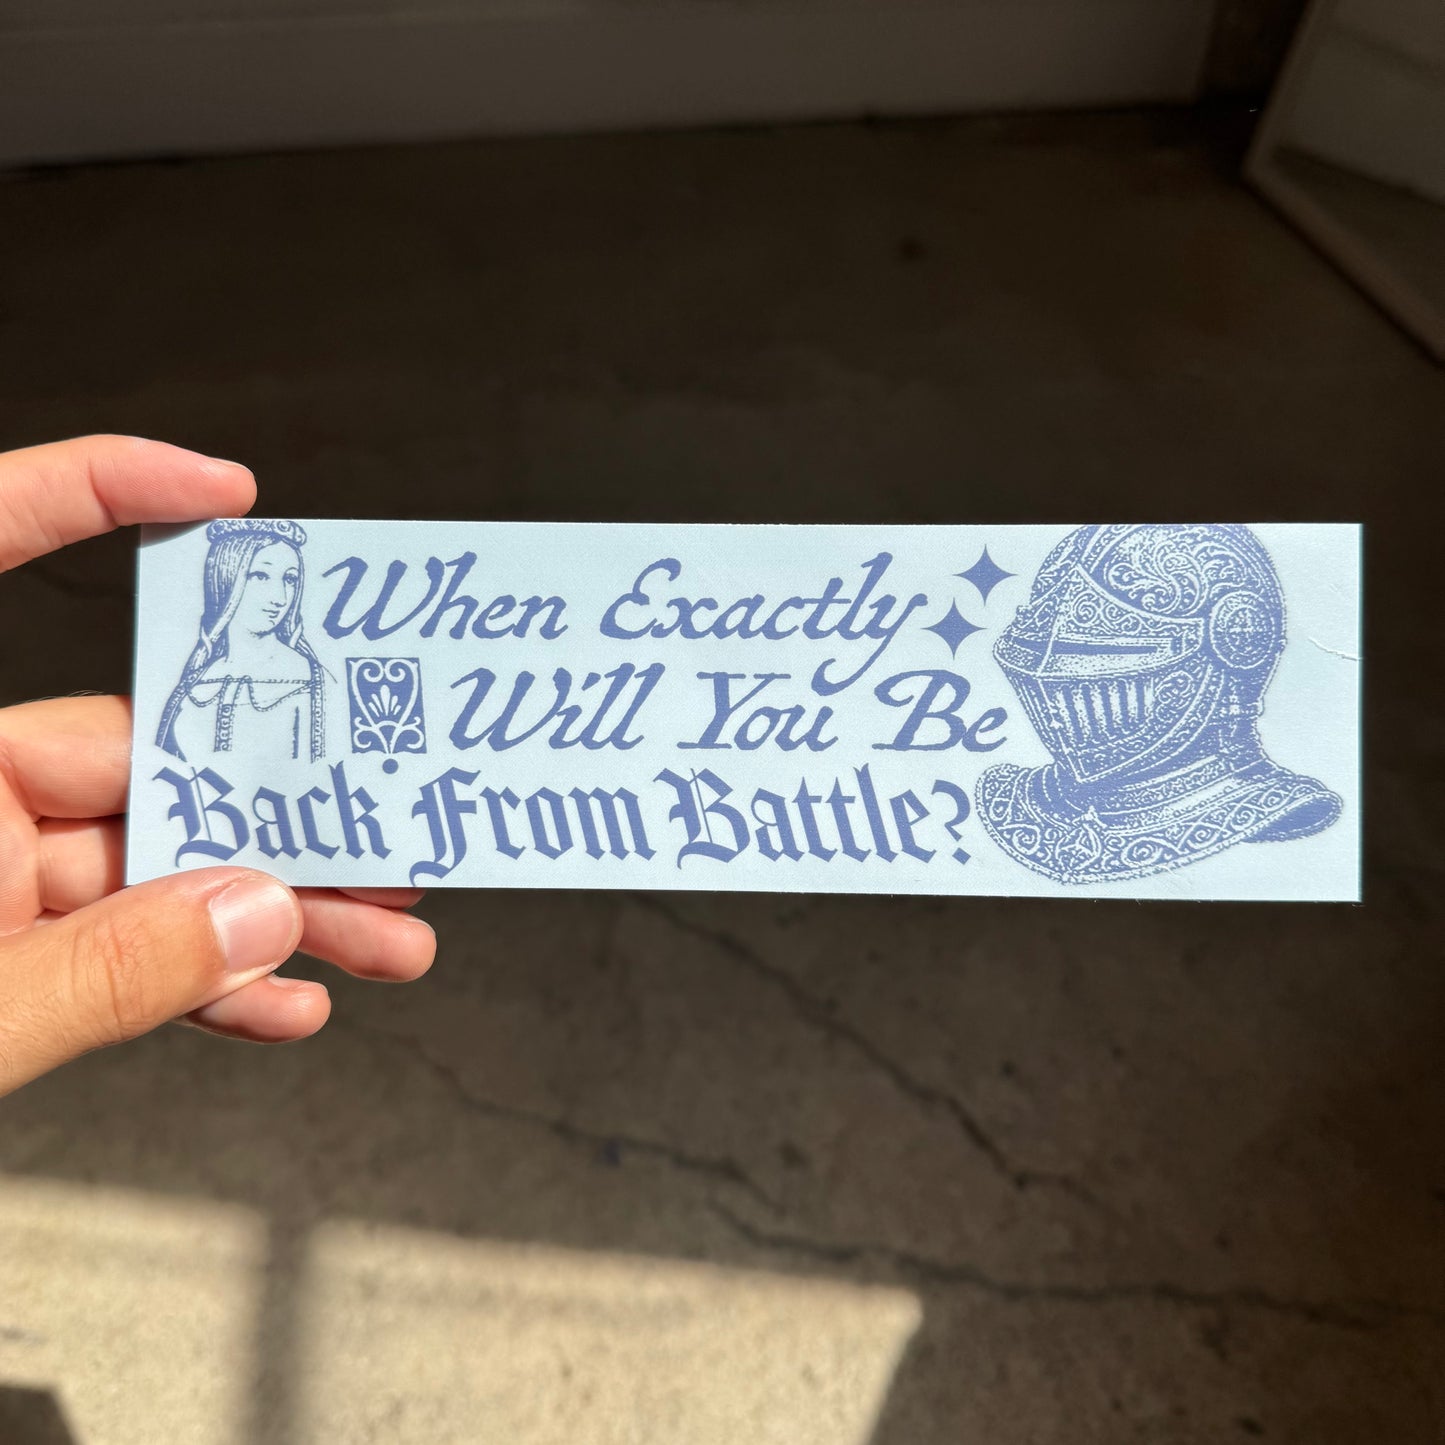 When Exactly
Will You Be
Back From Battle?